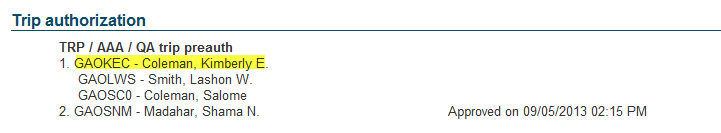 Trip authorization
TRP / AAA / QA trip preauth
1. GAOKEC - Coleman, Kimberly E.
GAOLWS - Smith, Lashon W.
GAOSC0 - Coleman, Salome
2. GAOSNM - Madahar, Shama N. Approved on 09/05/2013 02:15 PM